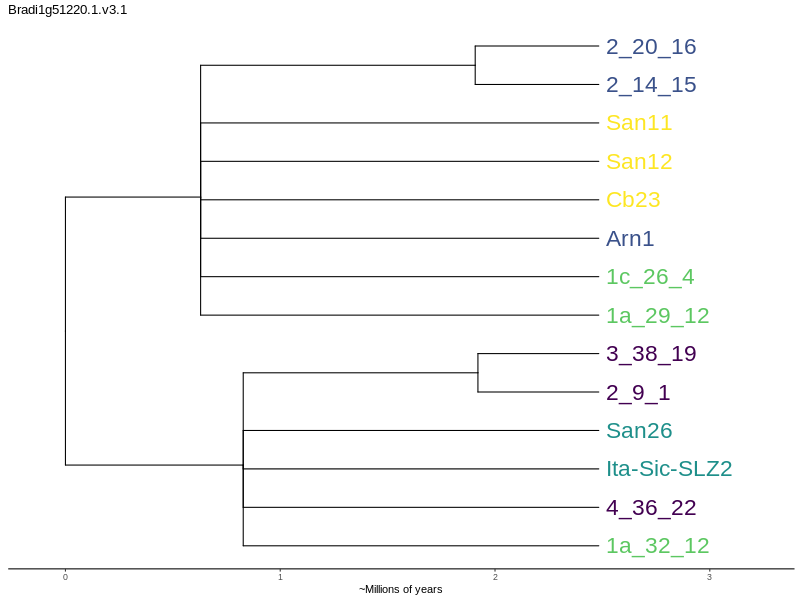 Bradi1g51220.1.v3.1
2_20_16
2_14_15
San11
San12
Cb23
Arn1
1c_26_4
1a_29_12
3_38_19
2_9_1
San26
Ita-Sic-SLZ2
4_36_22
1a_32_12
0 1 2 3
~Millions of years